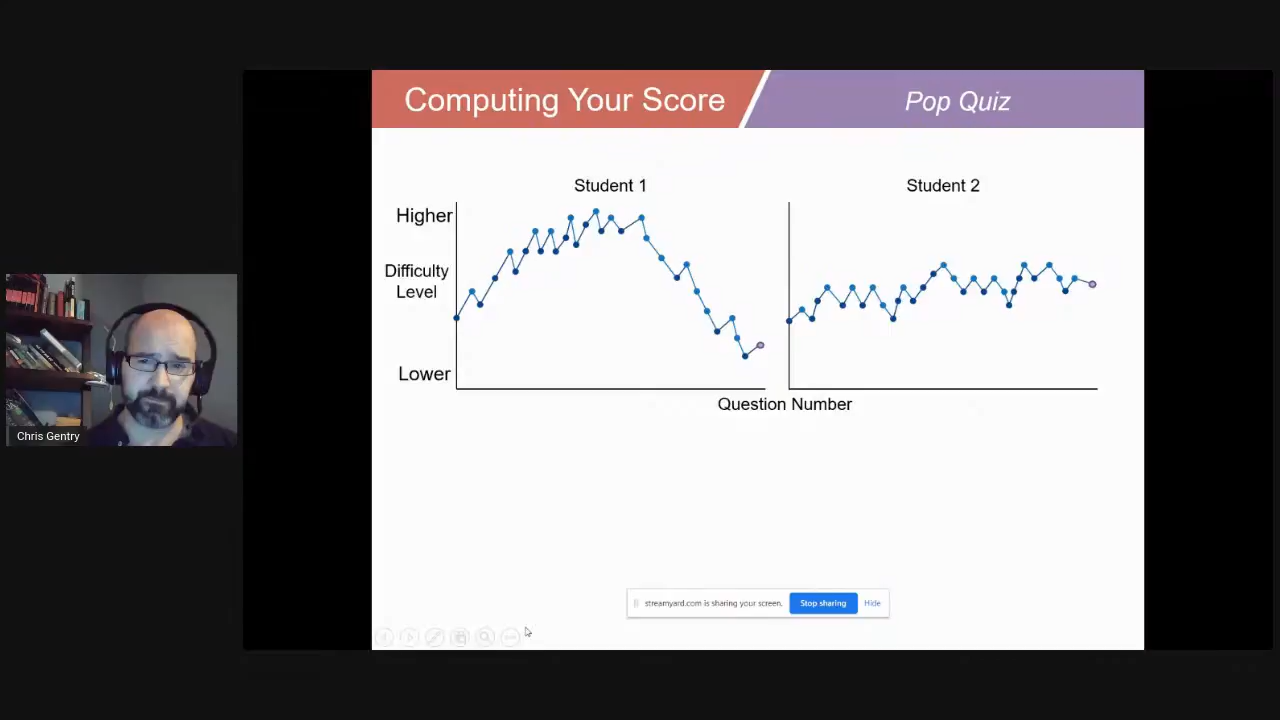 Computing Your Score
Pop Quiz
Student 1
Student 2
Higher
Difficulty
Level
Lower
Question Number
Chris Gentry
streamyard.com is sharing your screen.
Stop sharing
Hide